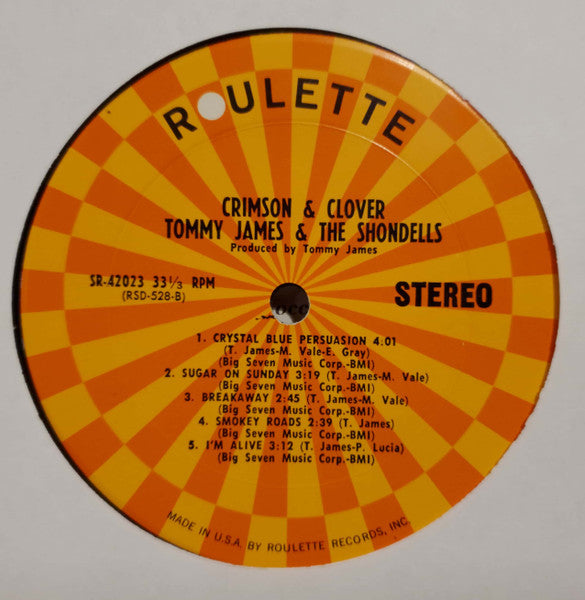 ROULETTE
CRIMSON & CLOVER
TOMMY JAMES & THE SHONDELLS
Produced by Tommy James
SR-42023 33 1/3 RPM
(RSD-528-B)
STEREO
1. CRYSTAL BLUE PERSUASION 4:01
(T. James-M. Vale-E. Gray)
(Big Seven Music Corp.-BMI)
2. SUGAR ON SUNDAY 3:19 (T. James-M. Vale)
(Big Seven Music Corp.-BMI)
3. BREAKAWAY 2:45 (T. James-M. Vale)
(Big Seven Music Corp.-BMI)
4. SMOKEY ROADS 2:39 (T. James)
(Big Seven Music Corp.-BMI)
5. I'M ALIVE 3:12 (T. James-P. Lucia)
(Big Seven Music Corp.-BMI)
MADE IN U.S.A. BY ROULETTE RECORDS, INC.